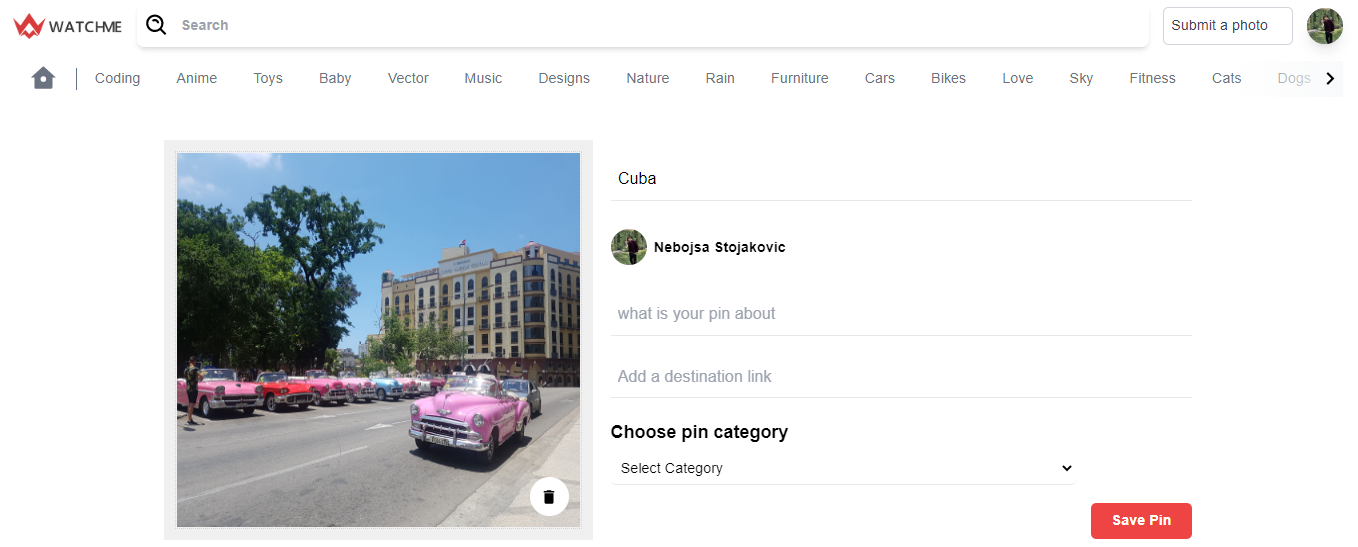 WATCHME
Search
Submit a photo
Coding Anime Toys Baby Vector Music Designs Nature Rain Furniture Cars Bikes Love Sky Fitness Cats Dogs
Cuba
Nebojsa Stojakovic
what is your pin about
Add a destination link
Choose pin category
Select Category
Save Pin